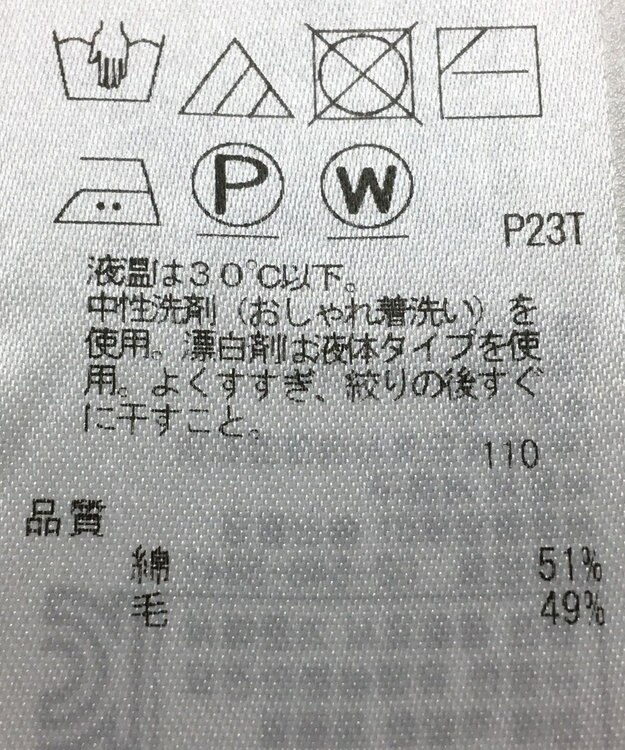 P W
P23T
液温は30℃以下。
中性洗剤（おしゃれ着洗い）を
使用。漂白剤は液体タイプを使
用。よくすすぎ、絞りの後すぐ
に干すこと。
110
品質
綿 51%
毛 49%